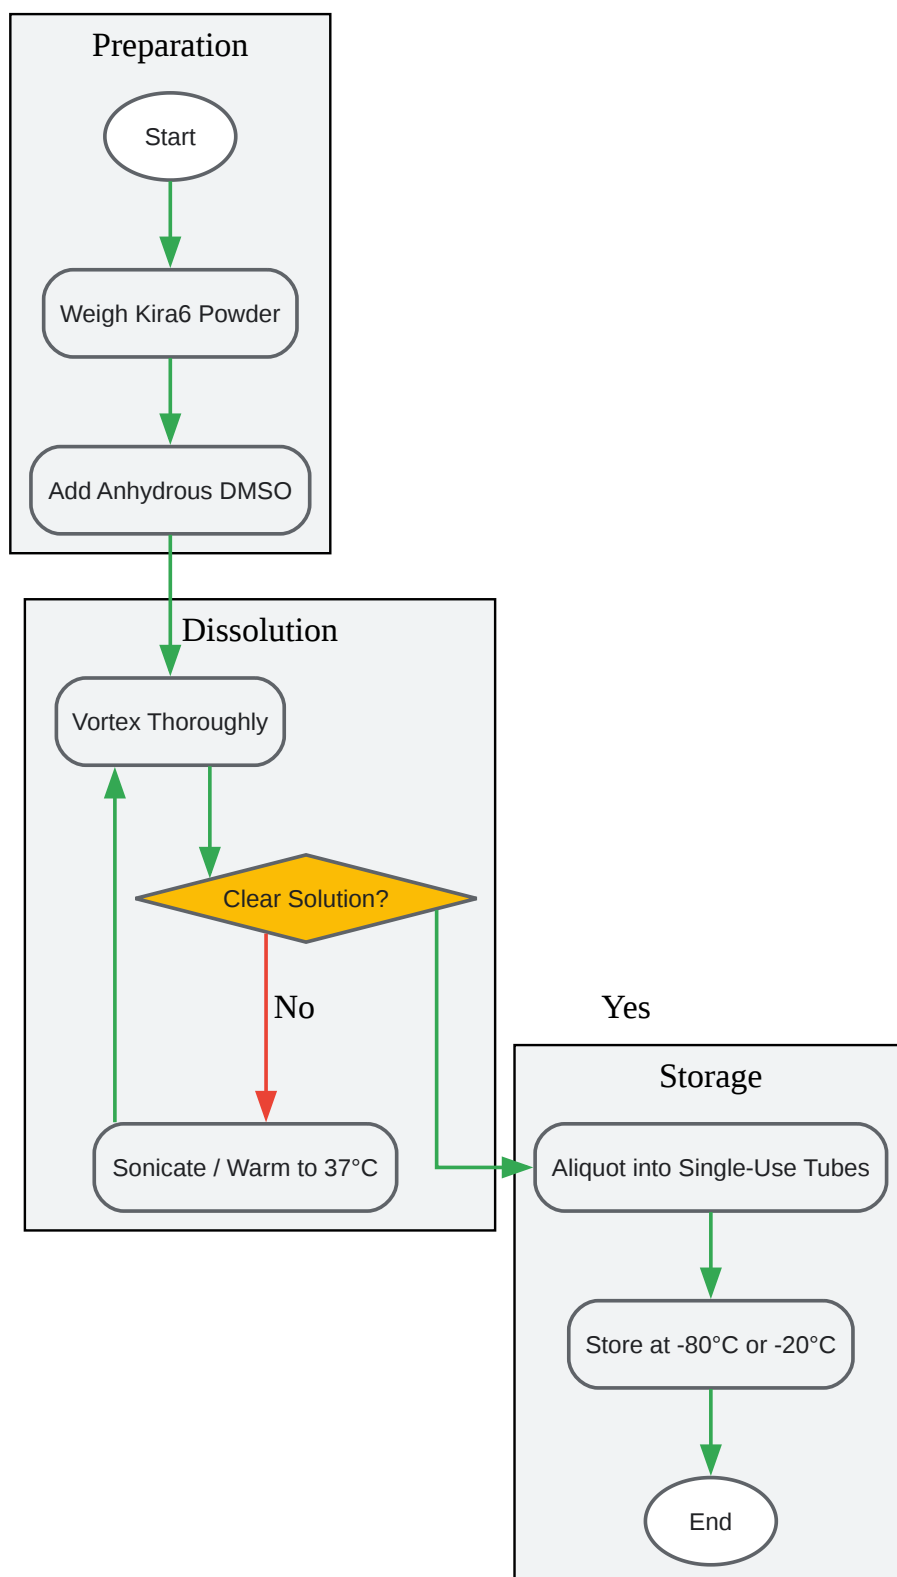 Preparation
Start
Weigh Kira6 Powder
Add Anhydrous DMSO
Dissolution
Vortex Thoroughly
Clear Solution?
No
Yes
Sonicate / Warm to 37°C
Storage
Aliquot into Single-Use Tubes
Store at -80°C or -20°C
End